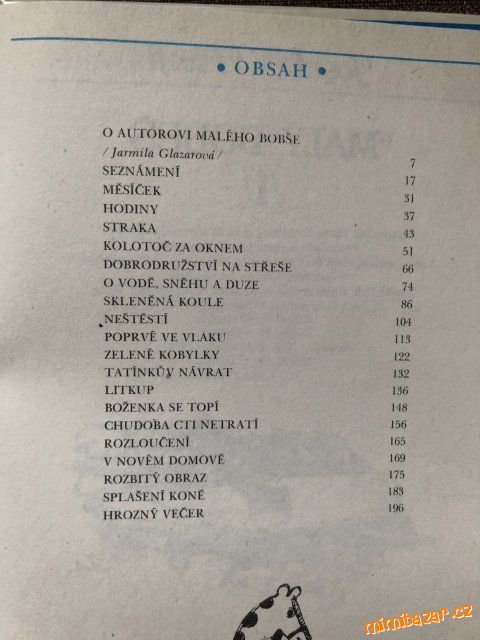 • OBSAH •
O AUTOROVI MALÉHO BOBŠE
/Jarmila Glazarová/ 7
SEZNÁMENÍ 17
MĚSÍČEK 31
HODINY 37
STRAKA 43
KOLOTOČ ZA OKNEM 51
DOBRODRUŽSTVÍ NA STŘEŠE 66
O VODĚ, SNĚHU A DUZE 74
SKLENĚNÁ KOULE 86
NEŠTĚSTÍ 104
POPRVÉ VE VLAKU 113
ZELENÉ KOBYLKY 122
TATÍNKŮV NÁVRAT 132
LITKUP 136
BOŽENKA SE TOPÍ 148
CHUDOBA CTI NETRATÍ 156
ROZLOUČENÍ 165
V NOVÉM DOMOVĚ 169
ROZBITÝ OBRAZ 175
SPLAŠENÍ KONĚ 183
HROZNÝ VEČER 196
mimibazar.cz